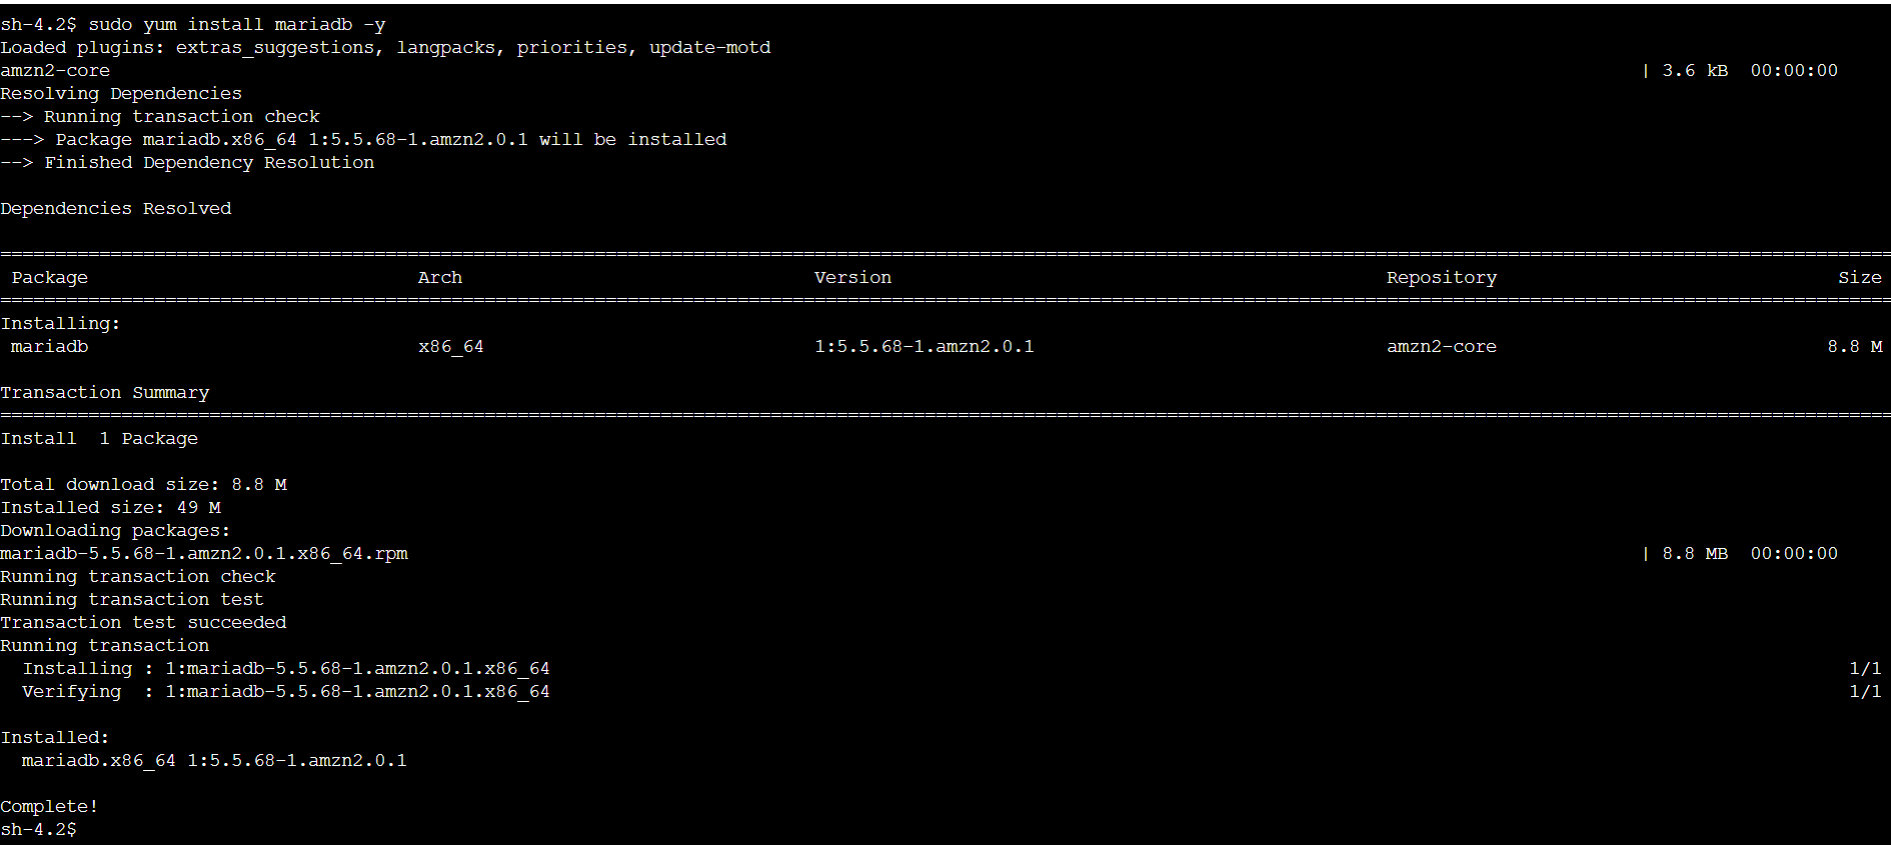 sh-4.2$ sudo yum install mariadb -y
Loaded plugins: extras_suggestions, langpacks, priorities, update-motd
amzn2-core | 3.6 kB 00:00:00
Resolving Dependencies
--> Running transaction check
---> Package mariadb.x86_64 1:5.5.68-1.amzn2.0.1 will be installed
--> Finished Dependency Resolution
Dependencies Resolved
================================================================================
Package Arch Version Repository Size
================================================================================
Installing:
mariadb x86_64 1:5.5.68-1.amzn2.0.1 amzn2-core 8.8 M
Transaction Summary
================================================================================
Install 1 Package
Total download size: 8.8 M
Installed size: 49 M
Downloading packages:
mariadb-5.5.68-1.amzn2.0.1.x86_64.rpm | 8.8 MB 00:00:00
Running transaction check
Running transaction test
Transaction test succeeded
Running transaction
Installing : 1:mariadb-5.5.68-1.amzn2.0.1.x86_64 1/1
Verifying : 1:mariadb-5.5.68-1.amzn2.0.1.x86_64 1/1
Installed:
mariadb.x86_64 1:5.5.68-1.amzn2.0.1
Complete!
sh-4.2$